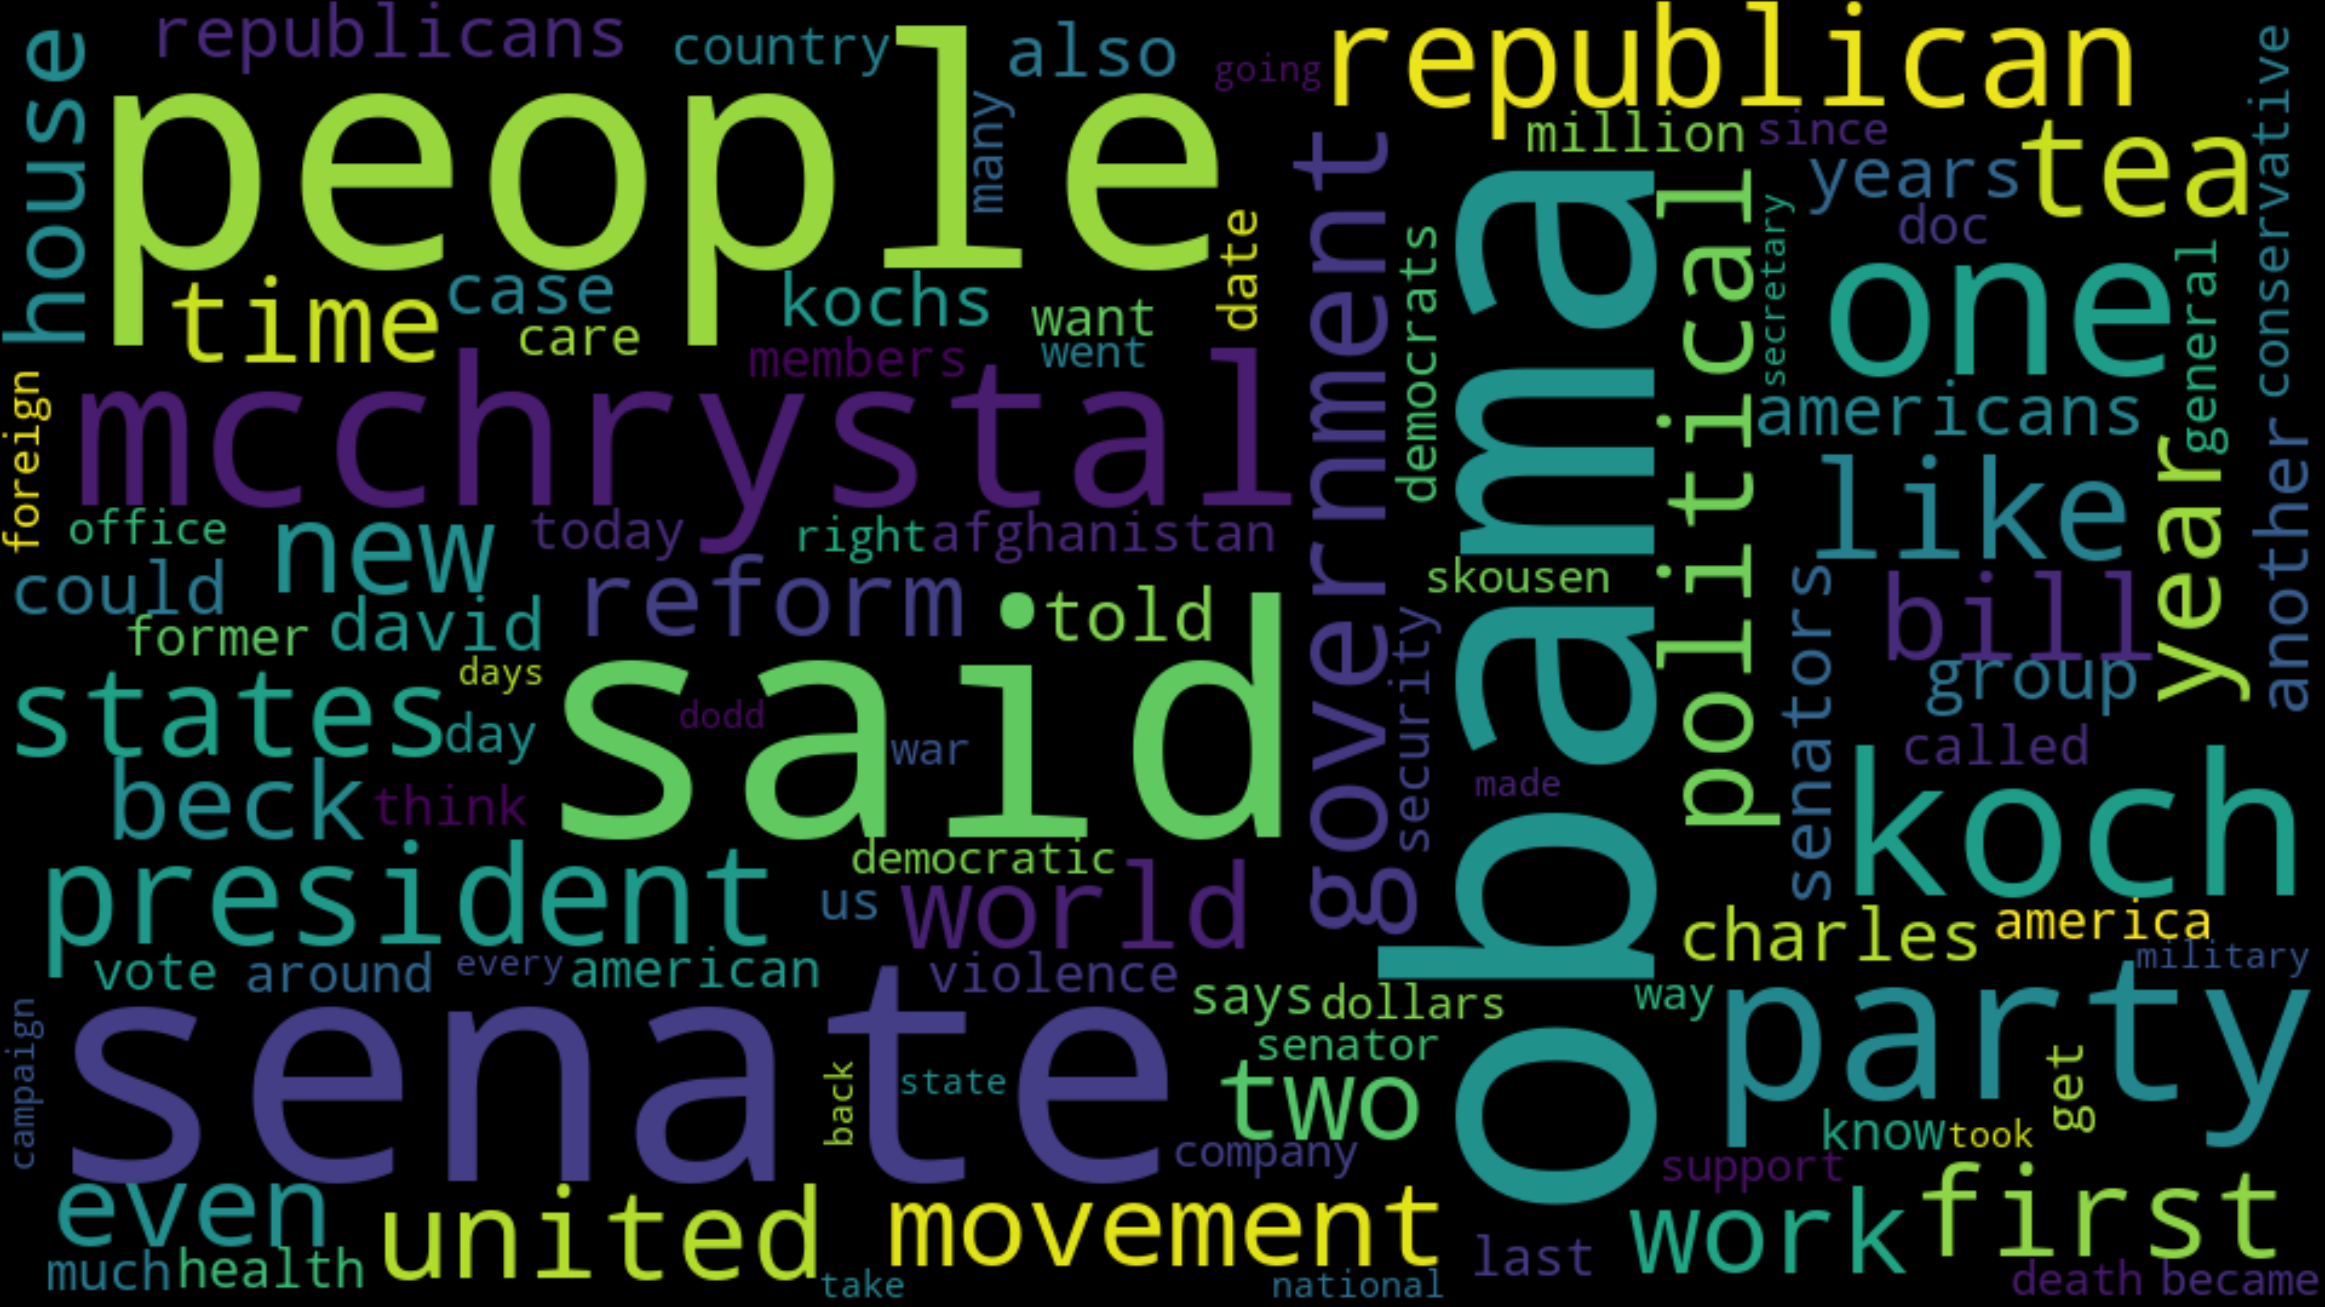 republicans
country
also
going
republican
house
people
many
million
since
years
tea
conservative
date
government
democrats
political
secretary
doc
one
general
time
case
care
kochs
want
went
members
obama
americans
foreign
mcchrystal
like
year
another
office
new
today
right
afghanistan
skousen
could
reform
told
security
senators
bill
former
david
group
days
said
states
day
dodd
war
called
beck
think
made
koch
president
democratic
us
world
charles
america
vote
around
every
american
violence
military
says
dollars
way
party
campaign
senate
back
state
senator
two
get
company
know
took
support
even
united
movement
work
first
much
health
take
national
last
death
became